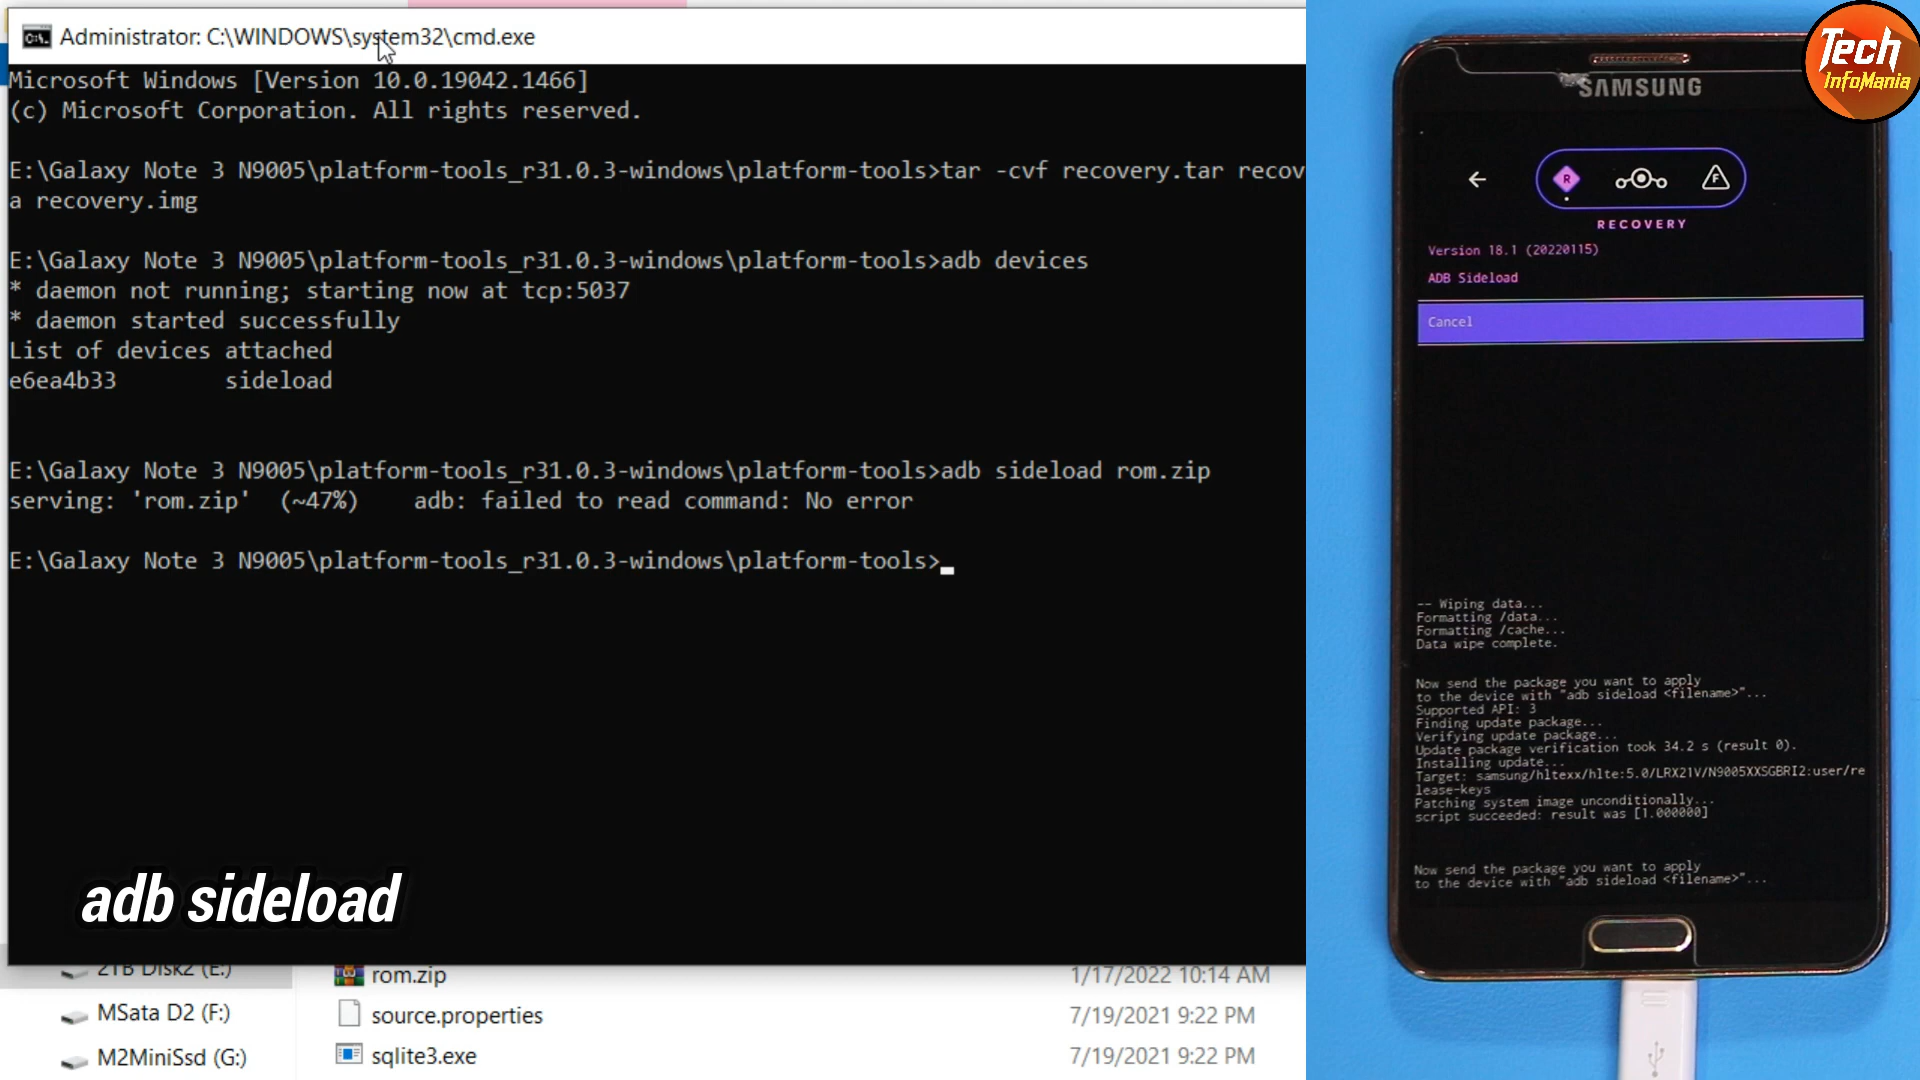 Administrator: C:\WINDOWS\system32\cmd.exe
Microsoft Windows [Version 10.0.19042.1466]
(c) Microsoft Corporation. All rights reserved.
E:\Galaxy Note 3 N9005\platform-tools_r31.0.3-windows\platform-tools>tar -cvf recovery.tar recov
a recovery.img
E:\Galaxy Note 3 N9005\platform-tools_r31.0.3-windows\platform-tools>adb devices
* daemon not running; starting now at tcp:5037
* daemon started successfully
List of devices attached
e6ea4b33 sideload
E:\Galaxy Note 3 N9005\platform-tools_r31.0.3-windows\platform-tools>adb sideload rom.zip
serving: 'rom.zip' (~47%) adb: failed to read command: No error
E:\Galaxy Note 3 N9005\platform-tools_r31.0.3-windows\platform-tools>
adb sideload
2TB Disk2 (E:)
MSata D2 (F:)
M2MiniSsd (G:)
rom.zip 1/17/2022 10:14 AM
source.properties 7/19/2021 9:22 PM
sqlite3.exe 7/19/2021 9:22 PM
Tech
InfoMania
SAMSUNG
R
F
RECOVERY
Version 18.1 (20220115)
ADB Sideload
Cancel
-- Wiping data...
Formatting /data...
Formatting /cache...
Data wipe complete.
Now send the package you want to apply
to the device with "adb sideload <filename>"...
Supported API: 3
Finding update package...
Verifying update package...
Update package verification took 34.2 s (result 0).
Installing update...
Target: samsung/hltexx/hlte:5.0/LRX21V/N9005XXSGBRI2:user/re
lease-keys
Patching system image unconditionally...
script succeeded: result was [1.000000]
Now send the package you want to apply
to the device with "adb sideload <filename>"...